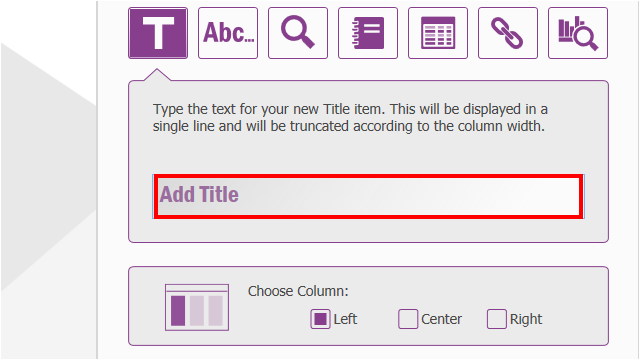 T Abc...
Type the text for your new Title item. This will be displayed in a
single line and will be truncated according to the column width.
Add Title
Choose Column:
Left Center Right